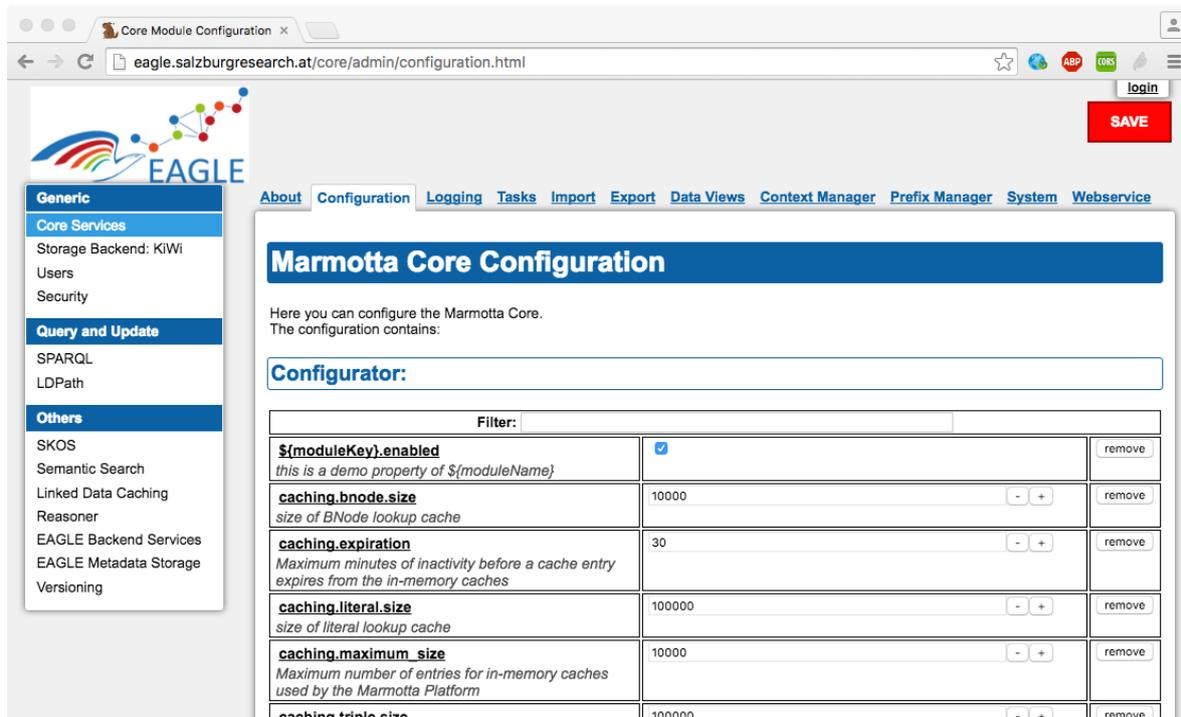 Core Module Configuration ×
eagle.salzburgresearch.at/core/admin/configuration.html
ABP
CORS
login
SAVE
EAGLE
Generic
Core Services
Storage Backend: KiWi
Users
Security
Query and Update
SPARQL
LDPath
Others
SKOS
Semantic Search
Linked Data Caching
Reasoner
EAGLE Backend Services
EAGLE Metadata Storage
Versioning
About Configuration Logging Tasks Import Export Data Views Context Manager Prefix Manager System Webservice
Marmotta Core Configuration
Here you can configure the Marmotta Core.
The configuration contains:
Configurator:
Filter:
${moduleKey}.enabled remove
this is a demo property of ${moduleName}
caching.bnode.size 10000 - + remove
size of BNode lookup cache
caching.expiration 30 - + remove
Maximum minutes of inactivity before a cache entry
expires from the in-memory caches
caching.literal.size 100000 - + remove
size of literal lookup cache
caching.maximum_size 10000 - + remove
Maximum number of entries for in-memory caches
used by the Marmotta Platform
caching.triple.size 100000 - + remove